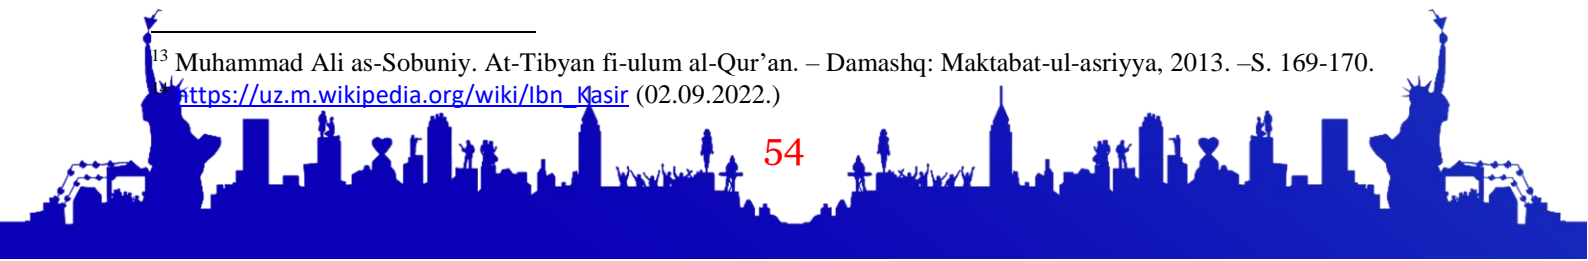 13 Muhammad Ali as-Sobuniy. At-Tibyan fi-ulum al-Qur’an. – Damashq: Maktabat-ul-asriyya, 2013. –S. 169-170.
14 https://uz.m.wikipedia.org/wiki/Ibn_Kasir (02.09.2022.)
54